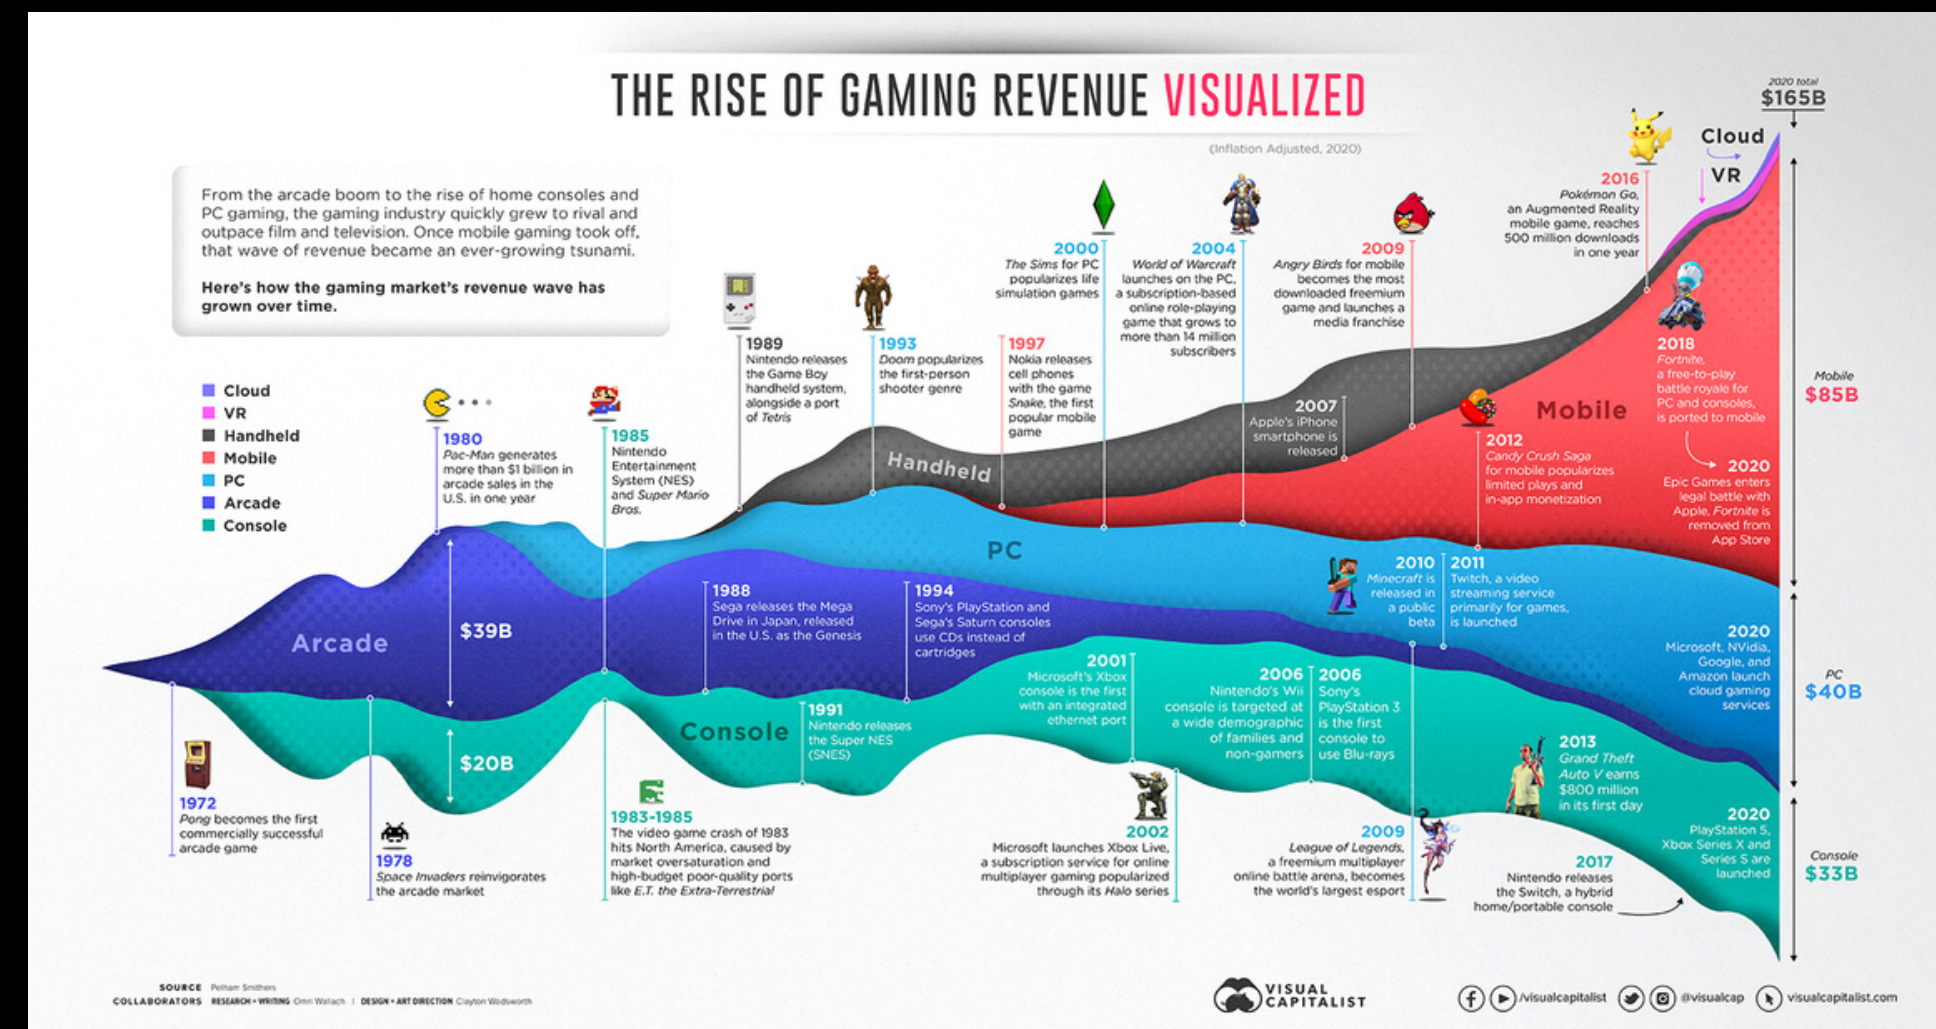 THE RISE OF GAMING REVENUE VISUALIZED
(Inflation Adjusted, 2020)
2020 total
$165B
From the arcade boom to the rise of home consoles and
PC gaming, the gaming industry quickly grew to rival and
outpace film and television. Once mobile gaming took off,
that wave of revenue became an ever-growing tsunami.
Here's how the gaming market's revenue wave has
grown over time.
Cloud
VR
Handheld
Mobile
PC
Arcade
Console
1980
Pac-Man generates
more than $1 billion in
arcade sales in the
U.S. in one year
1985
Nintendo
Entertainment
System (NES)
and Super Mario
Bros.
1989
Nintendo releases
the Game Boy
handheld system,
alongside a port
of Tetris
1993
Doom popularizes
the first-person
shooter genre
1997
Nokia releases
cell phones
with the game
Snake, the first
popular mobile
game
2000
The Sims for PC
popularizes life
simulation games
2004
World of Warcraft
launches on the PC,
a subscription-based
online role-playing
game that grows to
more than 14 million
subscribers
2009
Angry Birds for mobile
becomes the most
downloaded freemium
game and launches a
media franchise
2016
Pokémon Go,
an Augmented Reality
mobile game, reaches
500 million downloads
in one year
Cloud
VR
2007
Apple's iPhone
smartphone is
released
Handheld
Mobile
2018
Fortnite,
a free-to-play
battle royale for
PC and consoles,
is ported to mobile
2012
Candy Crush Saga
for mobile popularizes
limited plays and
in-app monetization
2020
Epic Games enters
legal battle with
Apple, Fortnite is
removed from
App Store
Mobile
$85B
PC
2010
Minecraft is
released in
a public
beta
2011
Twitch, a video
streaming service
primarily for games,
is launched
Arcade
$39B
1988
Sega releases the Mega
Drive in Japan, released
in the U.S. as the Genesis
1994
Sony's PlayStation and
Sega's Saturn consoles
use CDs instead of
cartridges
2020
Microsoft, NVidia,
Google, and
Amazon launch
cloud gaming
services
PC
$40B
2001
Microsoft's Xbox
console is the first
with an integrated
ethernet port
2006
Nintendo's Wii
console is targeted at
a wide demographic
of families and
non-gamers
2006
Sony's
PlayStation 3
is the first
console to
use Blu-rays
Console
$20B
1991
Nintendo releases
the Super NES
(SNES)
2013
Grand Theft
Auto V earns
$800 million
in its first day
2020
PlayStation 5,
Xbox Series X and
Series S are
launched
Console
$33B
1972
Pong becomes the first
commercially successful
arcade game
1978
Space Invaders reinvigorates
the arcade market
1983-1985
The video game crash of 1983
hits North America, caused by
market oversaturation and
high-budget poor-quality ports
like E.T. the Extra-Terrestrial
2002
Microsoft launches Xbox Live,
a subscription service for online
multiplayer gaming popularized
through its Halo series
2009
League of Legends,
a freemium multiplayer
online battle arena, becomes
the world's largest esport
2017
Nintendo releases
the Switch, a hybrid
home/portable console
SOURCE Pelham Smithers
COLLABORATORS RESEARCH + WRITING Omri Wallach | DESIGN + ART DIRECTION Clayton Wadsworth
VISUAL
CAPITALIST
/visualcapitalist @visualcap visualcapitalist.com